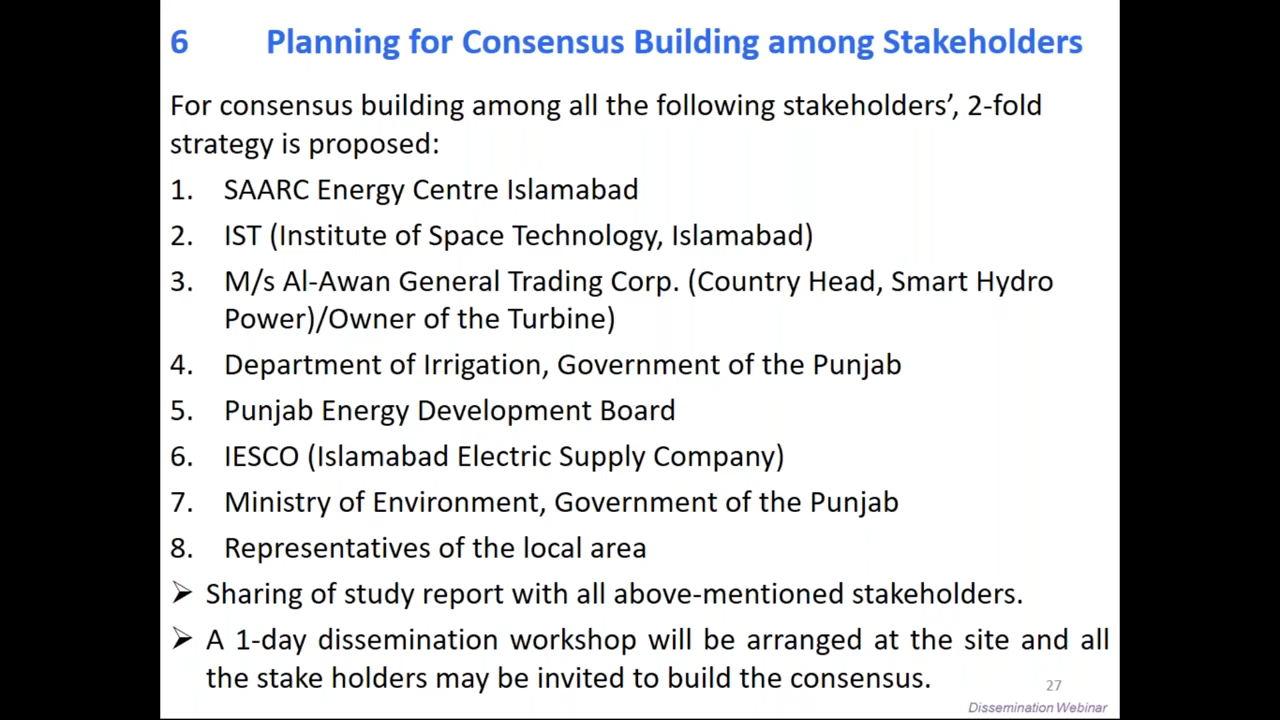 6 Planning for Consensus Building among Stakeholders
For consensus building among all the following stakeholders’, 2-fold
strategy is proposed:
1. SAARC Energy Centre Islamabad
2. IST (Institute of Space Technology, Islamabad)
3. M/s Al-Awan General Trading Corp. (Country Head, Smart Hydro
Power)/Owner of the Turbine)
4. Department of Irrigation, Government of the Punjab
5. Punjab Energy Development Board
6. IESCO (Islamabad Electric Supply Company)
7. Ministry of Environment, Government of the Punjab
8. Representatives of the local area
➢ Sharing of study report with all above-mentioned stakeholders.
➢ A 1-day dissemination workshop will be arranged at the site and all
the stake holders may be invited to build the consensus.
27
Dissemination Webinar